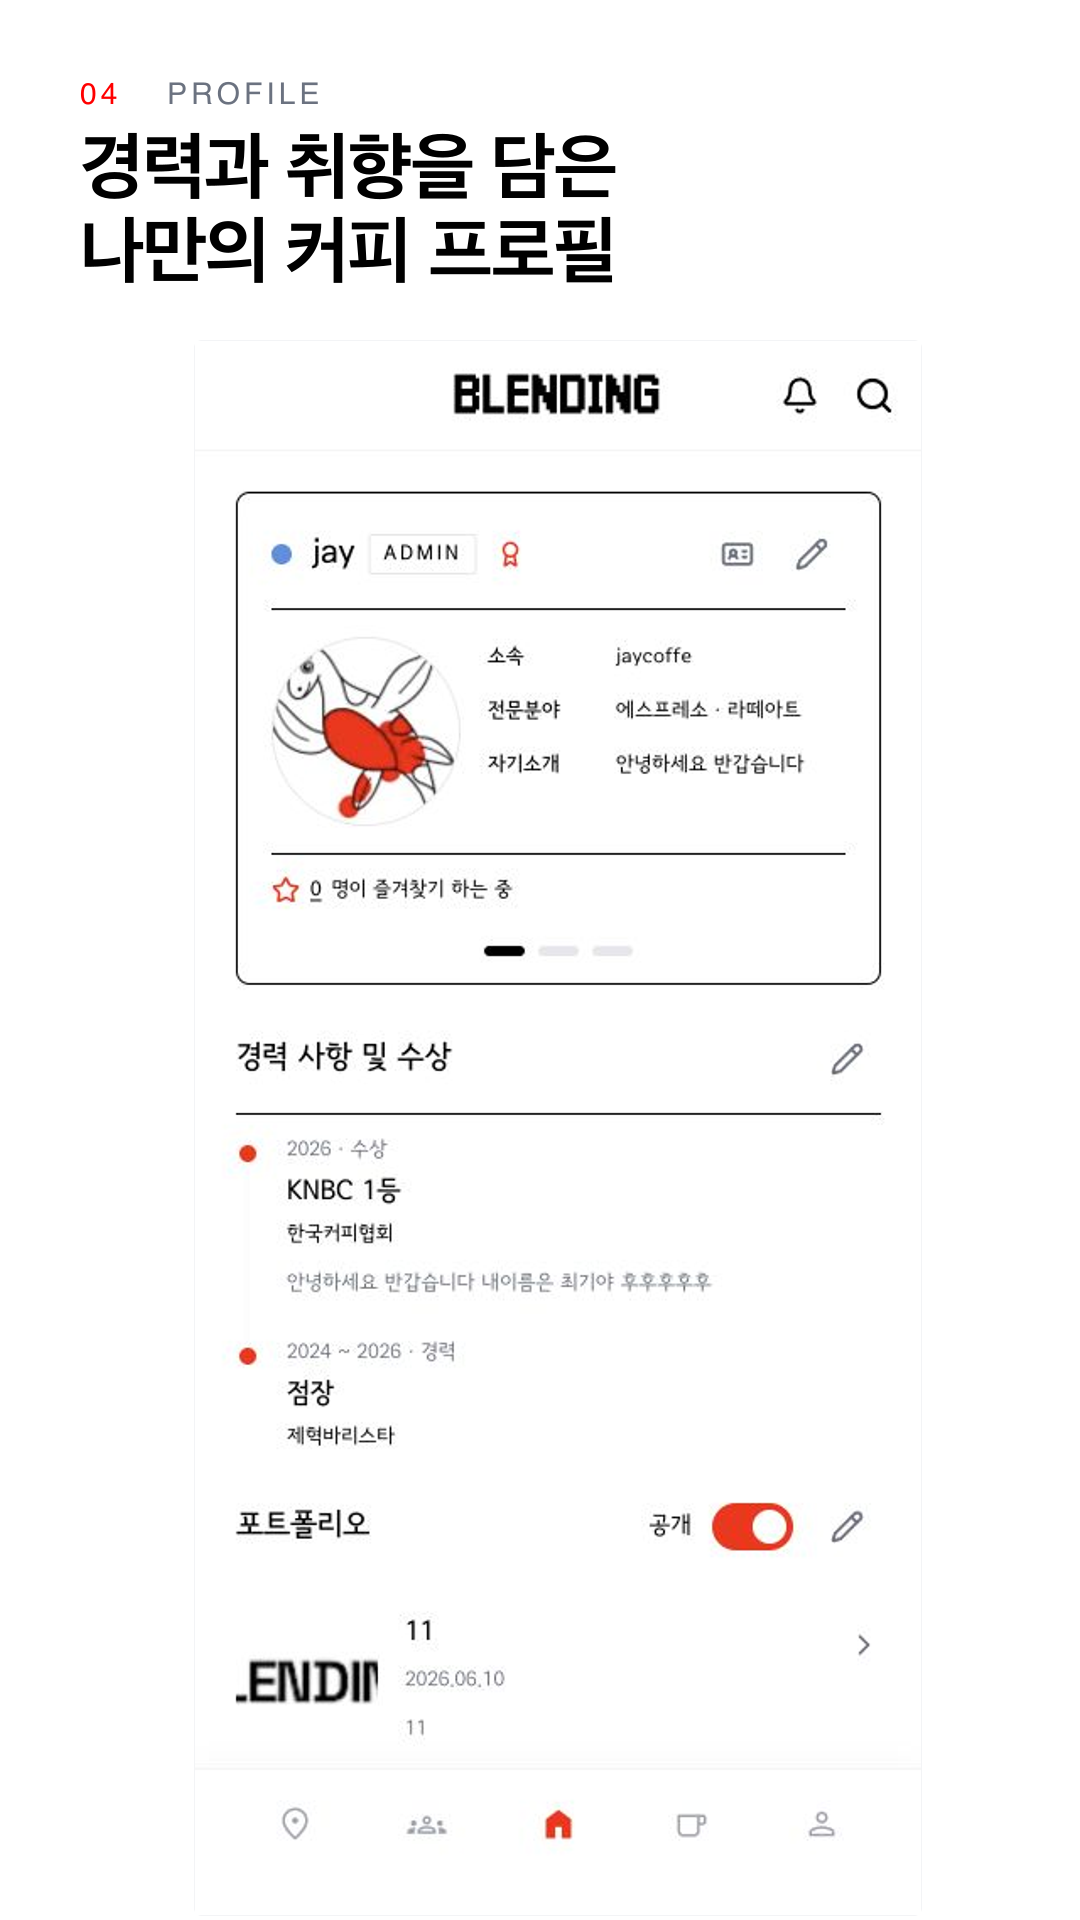 04 PROFILE
경력과 취향을 담은
나만의 커피 프로필
BLENDING
jay ADMIN
소속 jaycoffe
전문분야 에스프레소 · 라떼아트
자기소개 안녕하세요 반갑습니다
0 명이 즐겨찾기 하는 중
경력 사항 및 수상
2026 · 수상
KNBC 1등
한국커피협회
안녕하세요 반갑습니다 내이름은 최기야 후후후후후
2024 ~ 2026 · 경력
점장
제혁바리스타
포트폴리오 공개
11
LENDIN
2026.06.10
11